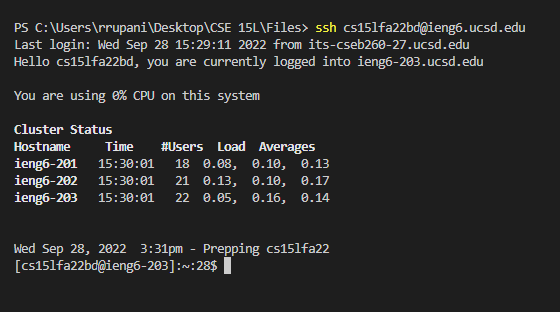 PS C:\Users\rrupani\Desktop\CSE 15L\Files> ssh cs15lfa22bd@ieng6.ucsd.edu
Last login: Wed Sep 28 15:29:11 2022 from its-cseb260-27.ucsd.edu
Hello cs15lfa22bd, you are currently logged into ieng6-203.ucsd.edu
You are using 0% CPU on this system
Cluster Status
Hostname     Time    #Users  Load  Averages
ieng6-201   15:30:01   18  0.08,  0.10,  0.13
ieng6-202   15:30:01   21  0.13,  0.10,  0.17
ieng6-203   15:30:01   22  0.05,  0.16,  0.14
Wed Sep 28, 2022  3:31pm - Prepping cs15lfa22
[cs15lfa22bd@ieng6-203]:~:28$